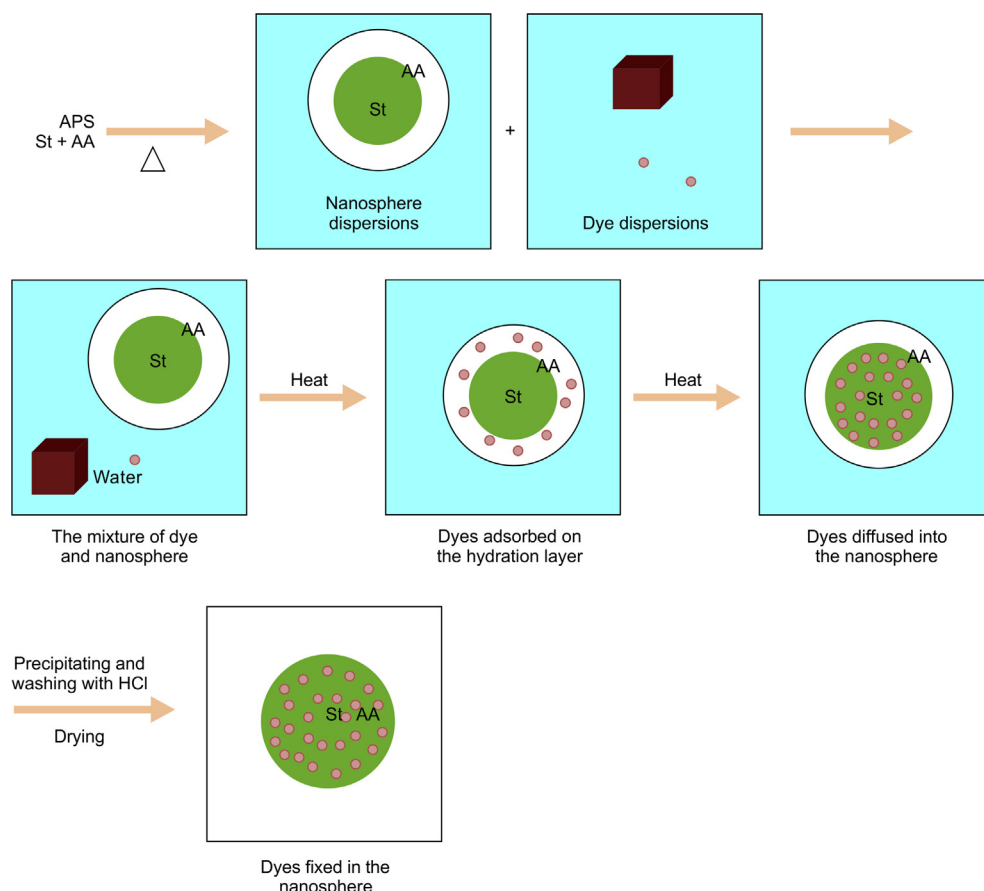 APS
St + AA
△
AA
St
Nanosphere
dispersions
+
Dye dispersions
AA
St
Water
The mixture of dye
and nanosphere
Heat
AA
St
Dyes adsorbed on
the hydration layer
Heat
AA
St
Dyes diffused into
the nanosphere
Precipitating and
washing with HCl
Drying
St AA
Dyes fixed in the
nanosphere